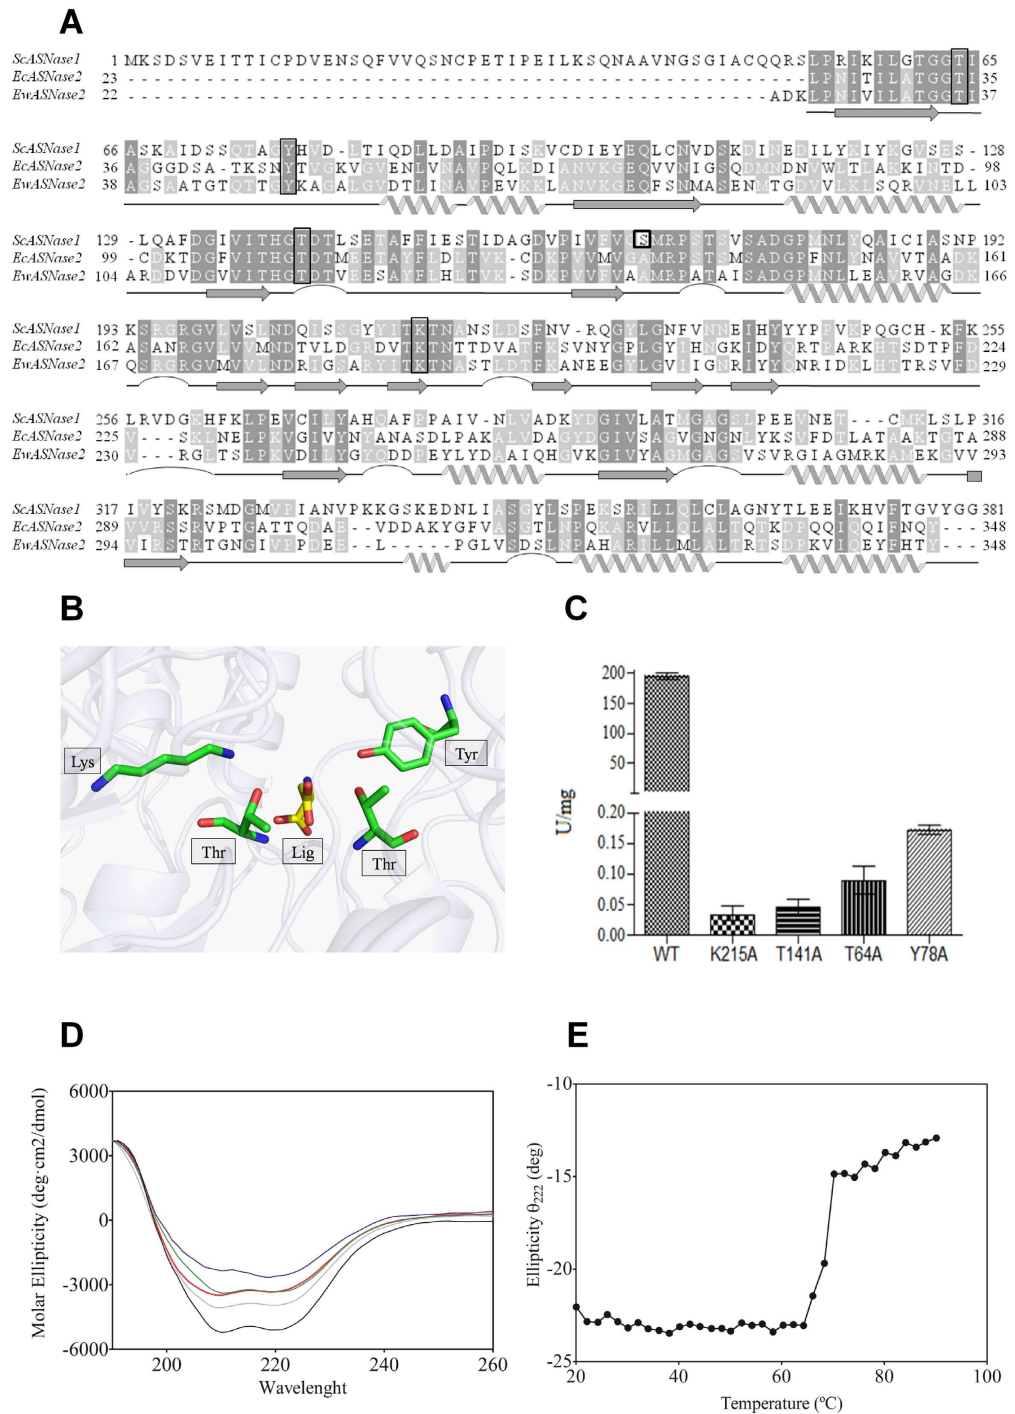 A
ScASNase1 1 MKSDSVEITTICPDVENSQFVVQSNCPETIPEILKSQNAAVNGSGIACQQRSLPRIKILGTGGTI 65
EcASNase2 23 ----------------------------------------------------LPNITILATGGTI 35
EwASNase2 22 --------------------------------------------------ADKLPNIVILATGGTI 37
ScASNase1 66 ASKAIDSS-QTAGYHVD-LTIQDLLDAIPDISKVCDIEYEQLCNVDSKDINEDILYKIYKGVSES- 128
EcASNase2 36 AGGGDSA-TKSNYTVGKVGVENLVNAVPQLKDIANVKGEQVVNIGSQDMNDNVWLTLAKKINTD- 98
EwASNase2 38 AGSAATGTQTTGYKAGALGVDTLINAVPEVKKLANVKGEQFSNMASENMTGDVVLKLSQRVNELL 103
ScASNase1 129 -LQAFDGIVITHGTDTLSETAFFIESTIDAGDVPIVFVGSMRPSTSVSADGPMNLYQAICIASNP 192
EcASNase2 99 -CDKTDGFVITHGTDTMEETAYFLDLTVK-CDKPVVMVGAMRPSTSMSADGPFNLYNAVVTAADK 161
EwASNase2 104 ARDDVDGVVITHGTDTVEESAYFLHLTVK-SDKPVVFVAAMRPATAISADGPMNLLEAVRVAGDK 166
ScASNase1 193 KSRGRGVLVSLNDQISSGYYITKTNANSLDSFNV-RQGYLGNFVNNEIHYYYPPVKPQGCH-KFK 255
EcASNase2 162 ASANRGVLVVMNDTVLDGRDVTKTNTTDVATFKSVNYGPLGYIHNGKIDYQRTPARKHTSDTPFD 224
EwASNase2 167 QSRGRGVMVVLNDRIGSARYITKTNASTLDTFKANEEGYLGVIIGNRIYYQNRIDKLHTTRSVFD 229
ScASNase1 256 LRVDGKHFKLPEVCILYAHQAFPPAIV-NLVADKYDGIVLATMGAGSLPEEVNET---CMKLSLP 316
EcASNase2 225 V---SKLNELPKVGIVYNYANASDLPAKALVDAGYDGIVSAGVGNGNLYKSVFDTLATAAKTGTA 288
EwASNase2 230 V---RGLTSLPKVDILYGYQDDPEYLYDAAIQHGVKGIVYAGMGAGSVSVRGIAGMRKAMEKGVV 293
ScASNase1 317 IVYSKRSMDGMVPIANVPKKGSKEDNLIASGYLSPEKSRILLQLCLAGNYTLEEIKHVFTGVYGG 381
EcASNase2 289 VVRSSRVPTGATTQDAE--VDDAKYGFVASGTLNPQKARVLLQLALTQTKDPQQIQQIFNQY--- 348
EwASNase2 294 VIRSTRTGNGIVPPDEE--L-----PGLVSDSLNPAHARILLMLALTRTSDPKVIQEYFHTY--- 348
B
Lys
Tyr
Thr
Lig
Thr
C
U/mg
200
150
100
50
0.20
0.15
0.10
0.05
0.00
WT K215A T141A T64A Y78A
D
Molar Ellipticity (deg·cm2/dmol)
6000
3000
0
-3000
-6000
200 220 240 260
Wavelenght
E
Ellipticity θ222 (deg)
-10
-15
-20
-25
20 40 60 80 100
Temperature (ºC)